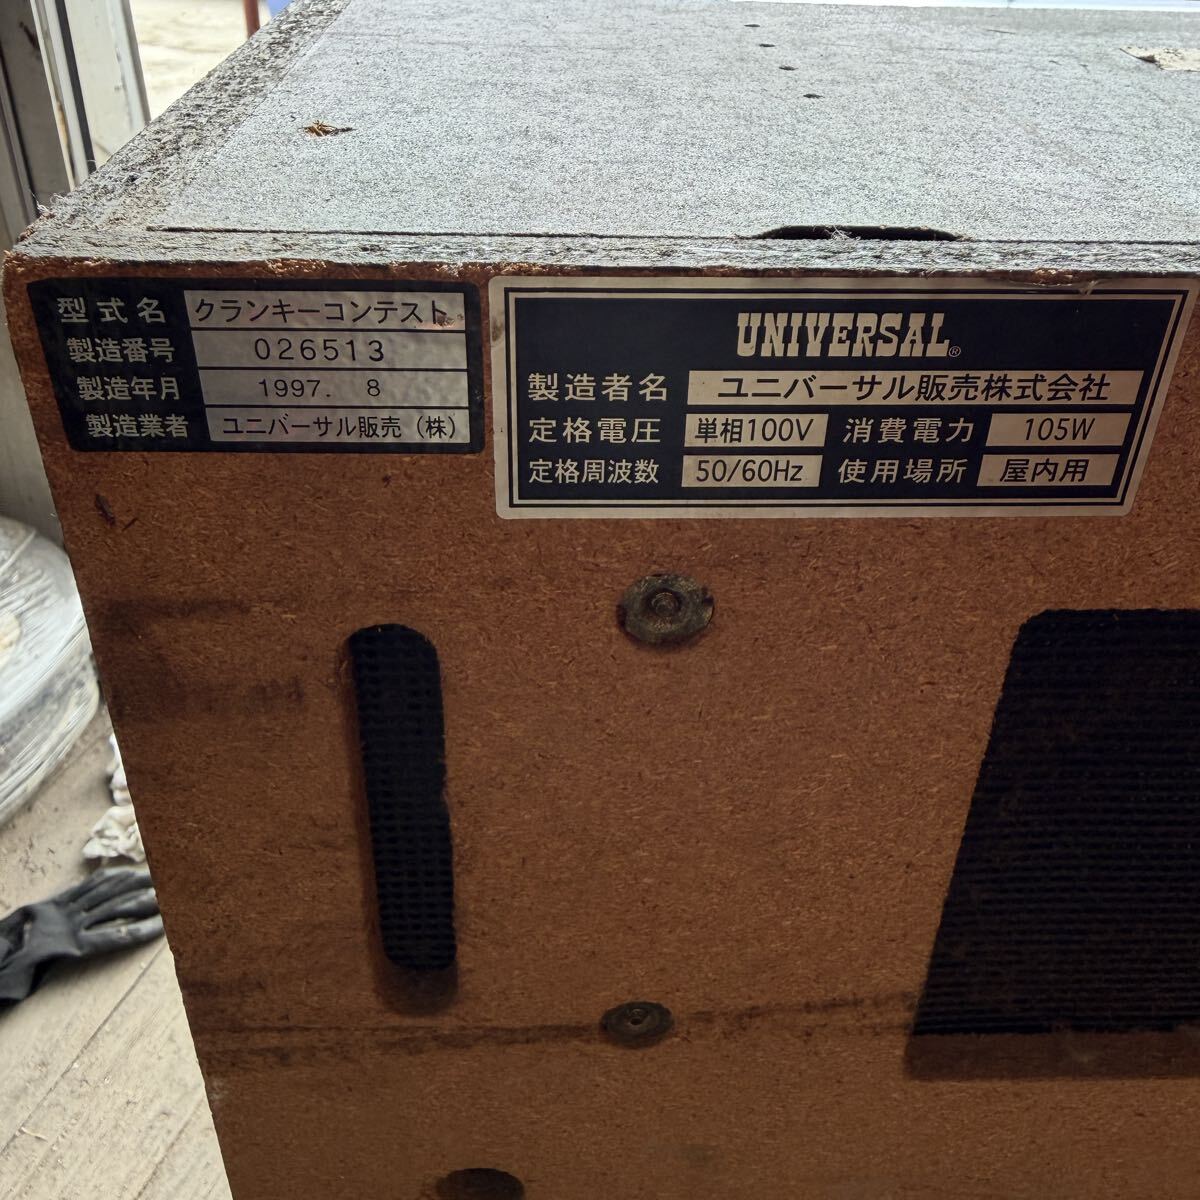 型式名 クランキーコンテスト
製造番号 026513
製造年月 1997. 8
製造業者 ユニバーサル販売（株）
UNIVERSAL®
製造者名 ユニバーサル販売株式会社
定格電圧 単相100V 消費電力 105W
定格周波数 50/60Hz 使用場所 屋内用